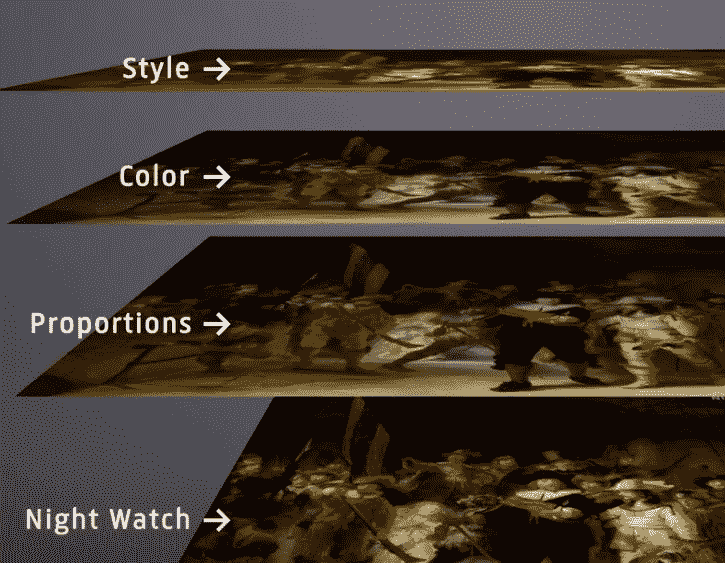 Style →
Color →
Proportions →
Night Watch →